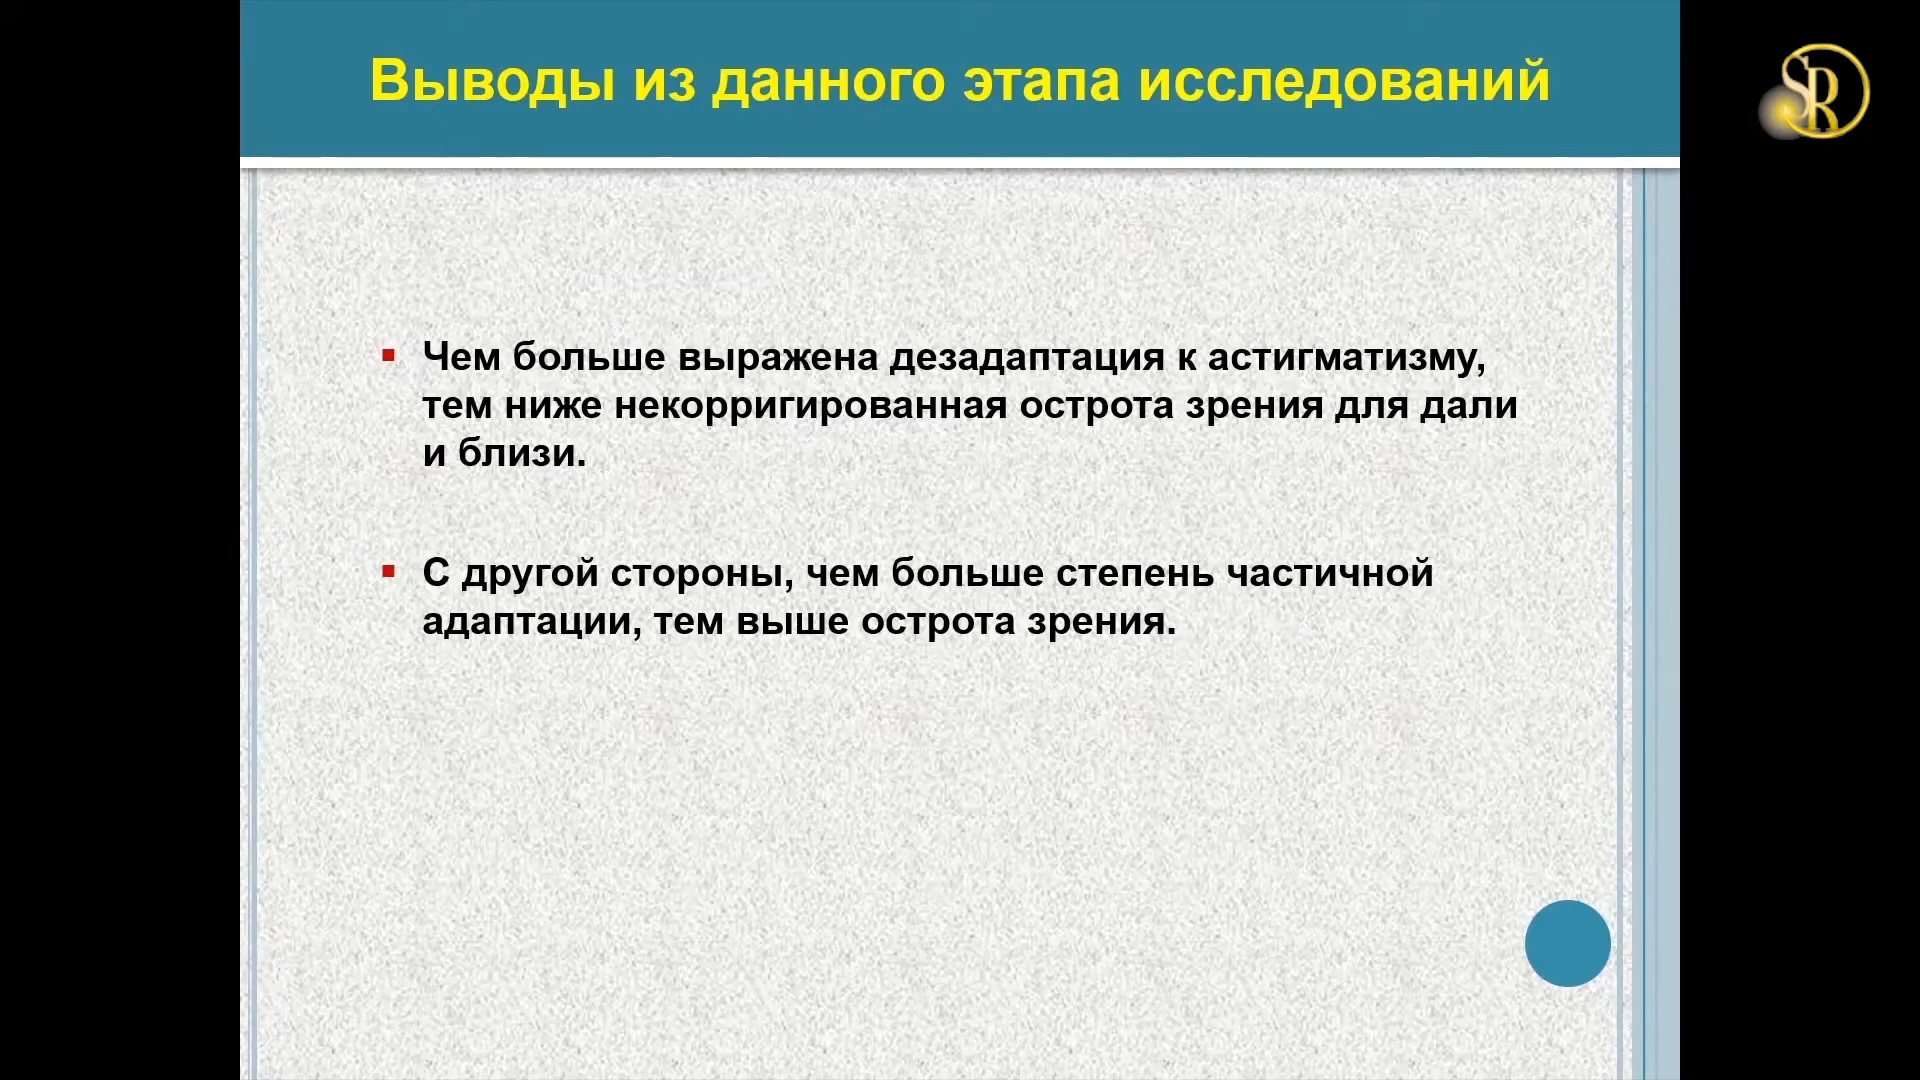 Выводы из данного этапа исследований
SR
Чем больше выражена дезадаптация к астигматизму,
тем ниже некорригированная острота зрения для дали
и близи.
С другой стороны, чем больше степень частичной
адаптации, тем выше острота зрения.